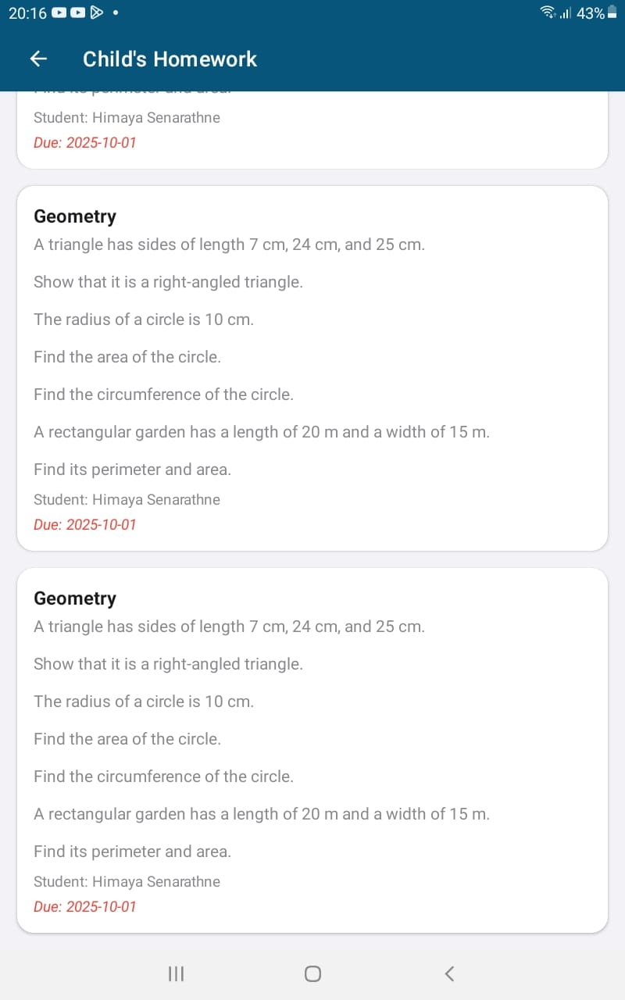 20:16
43%
Child's Homework
Find its perimeter and area.
Student: Himaya Senarathne
Due: 2025-10-01
Geometry
A triangle has sides of length 7 cm, 24 cm, and 25 cm.
Show that it is a right-angled triangle.
The radius of a circle is 10 cm.
Find the area of the circle.
Find the circumference of the circle.
A rectangular garden has a length of 20 m and a width of 15 m.
Find its perimeter and area.
Student: Himaya Senarathne
Due: 2025-10-01
Geometry
A triangle has sides of length 7 cm, 24 cm, and 25 cm.
Show that it is a right-angled triangle.
The radius of a circle is 10 cm.
Find the area of the circle.
Find the circumference of the circle.
A rectangular garden has a length of 20 m and a width of 15 m.
Find its perimeter and area.
Student: Himaya Senarathne
Due: 2025-10-01